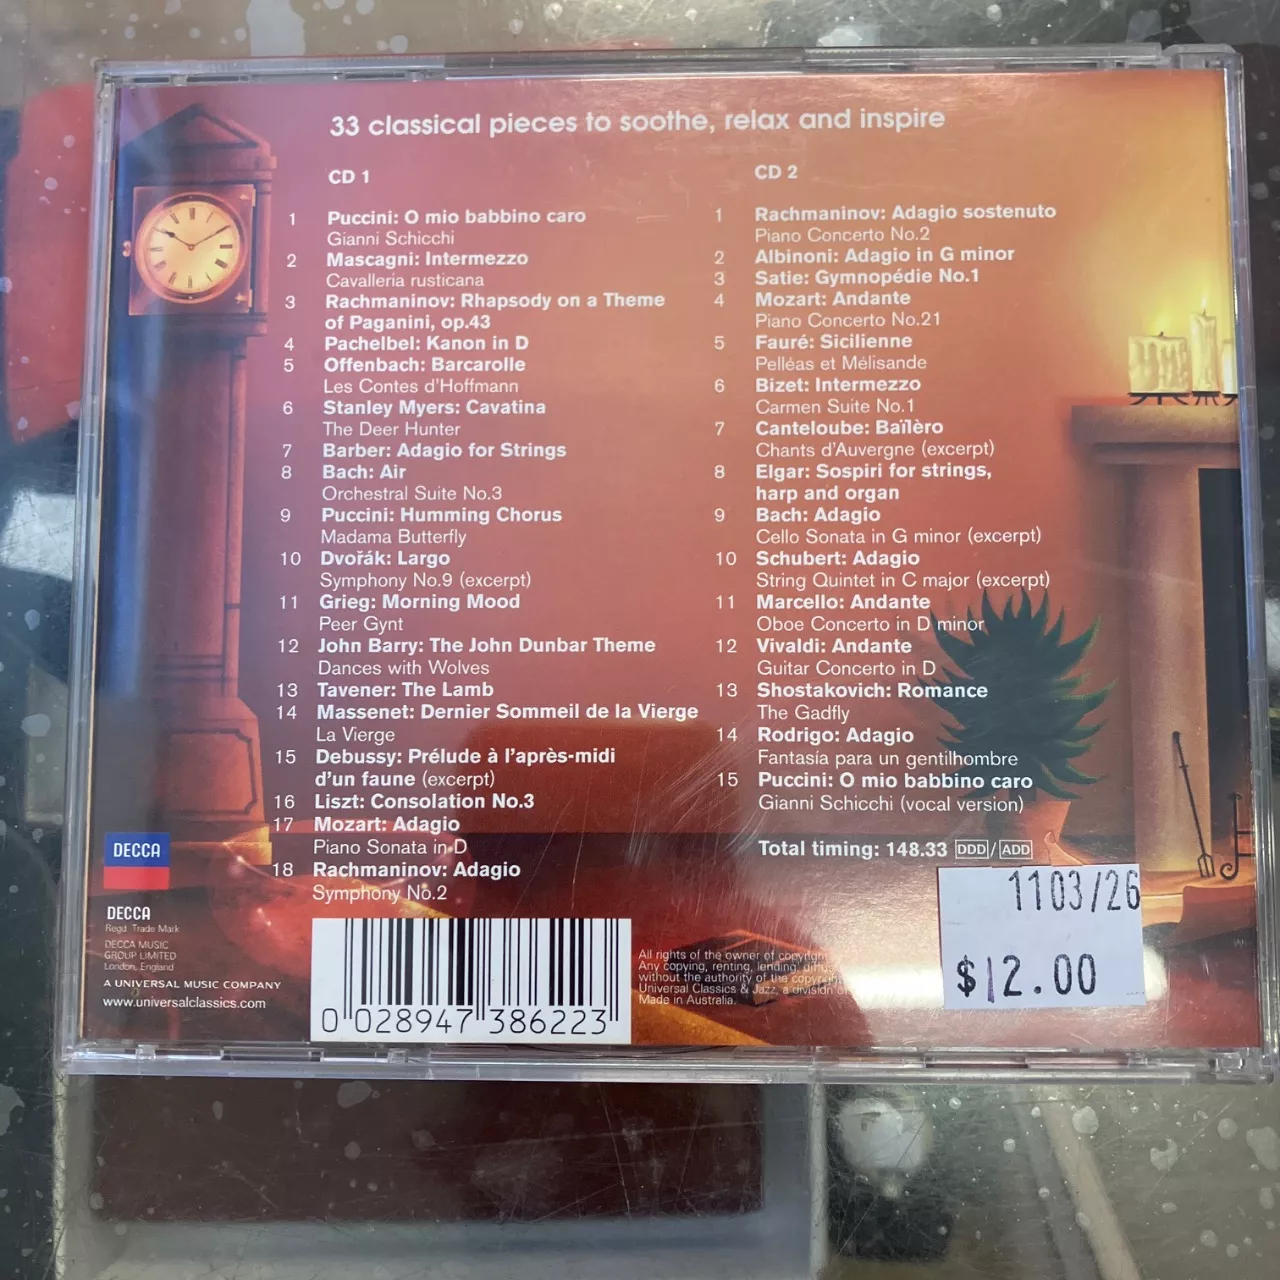 33 classical pieces to soothe, relax and inspire
CD 1
1 Puccini: O mio babbino caro
Gianni Schicchi
2 Mascagni: Intermezzo
Cavalleria rusticana
3 Rachmaninov: Rhapsody on a Theme
of Paganini, op.43
4 Pachelbel: Kanon in D
5 Offenbach: Barcarolle
Les Contes d'Hoffmann
6 Stanley Myers: Cavatina
The Deer Hunter
7 Barber: Adagio for Strings
8 Bach: Air
Orchestral Suite No.3
9 Puccini: Humming Chorus
Madama Butterfly
10 Dvořák: Largo
Symphony No.9 (excerpt)
11 Grieg: Morning Mood
Peer Gynt
12 John Barry: The John Dunbar Theme
Dances with Wolves
13 Tavener: The Lamb
14 Massenet: Dernier Sommeil de la Vierge
La Vierge
15 Debussy: Prélude à l'après-midi
d'un faune (excerpt)
16 Liszt: Consolation No.3
17 Mozart: Adagio
Piano Sonata in D
18 Rachmaninov: Adagio
Symphony No.2
CD 2
1 Rachmaninov: Adagio sostenuto
Piano Concerto No.2
2 Albinoni: Adagio in G minor
3 Satie: Gymnopédie No.1
4 Mozart: Andante
Piano Concerto No.21
5 Fauré: Sicilienne
Pelléas et Mélisande
6 Bizet: Intermezzo
Carmen Suite No.1
7 Canteloube: Baïlèro
Chants d'Auvergne (excerpt)
8 Elgar: Sospiri for strings,
harp and organ
9 Bach: Adagio
Cello Sonata in G minor (excerpt)
10 Schubert: Adagio
String Quintet in C major (excerpt)
11 Marcello: Andante
Oboe Concerto in D minor
12 Vivaldi: Andante
Guitar Concerto in D
13 Shostakovich: Romance
The Gadfly
14 Rodrigo: Adagio
Fantasía para un gentilhombre
15 Puccini: O mio babbino caro
Gianni Schicchi (vocal version)
Total timing: 148.33 DDD/ADD
DECCA
DECCA
Regd. Trade Mark
DECCA MUSIC
GROUP LIMITED
London, England
A UNIVERSAL MUSIC COMPANY
www.universalclassics.com
0 028947 386223
All rights of the owner of copyright
Any copying, renting, lending,
without the authority of the copyright
Universal Classics & Jazz, a division of
Made in Australia.
1103/26
$12.00